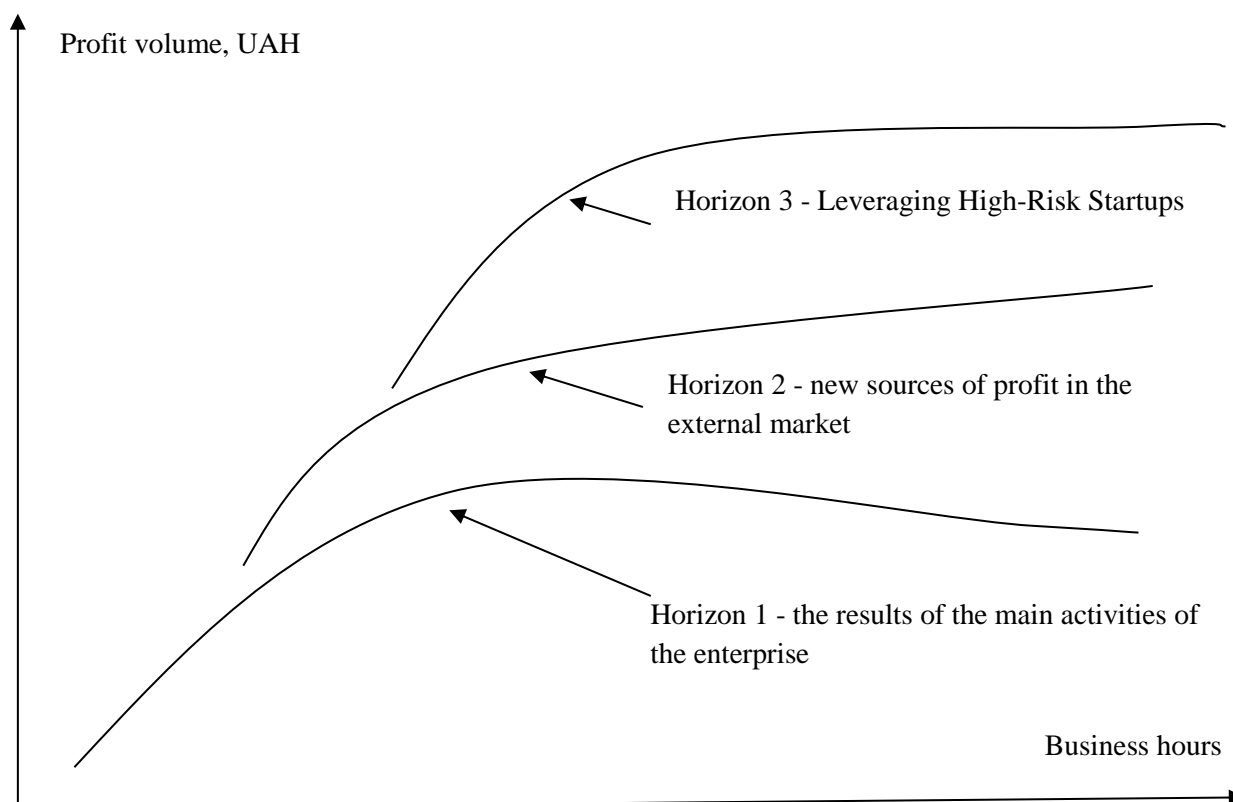 Profit volume, UAH
Horizon 3 - Leveraging High-Risk Startups
Horizon 2 - new sources of profit in the
external market
Horizon 1 - the results of the main activities of
the enterprise
Business hours